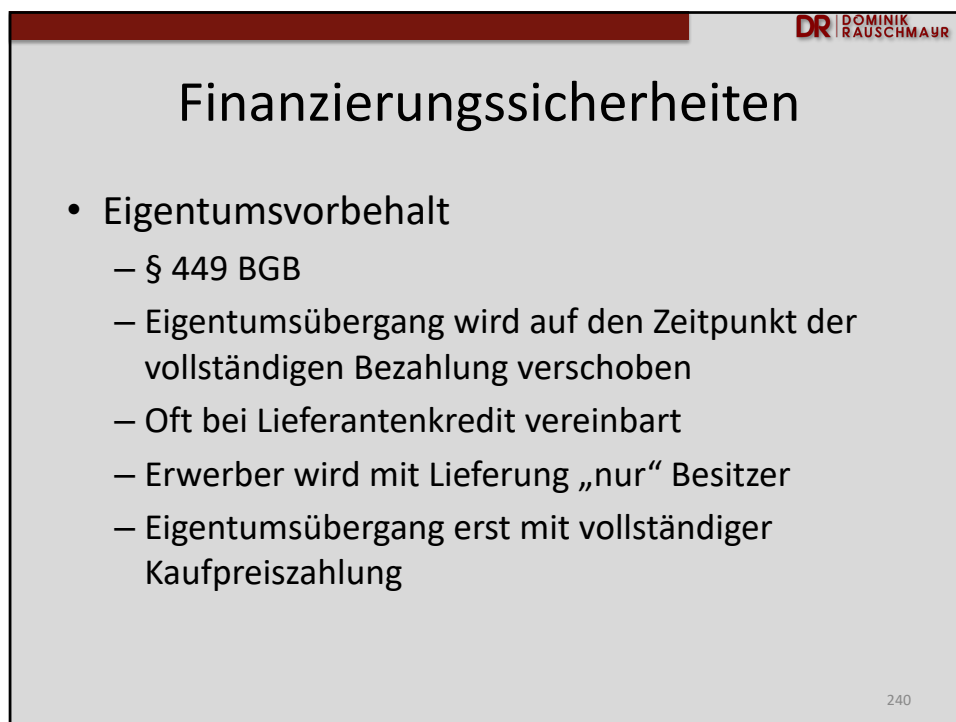 DR DOMINIK
RAUSCHMAYR
Finanzierungssicherheiten
• Eigentumsvorbehalt
– § 449 BGB
– Eigentumsübergang wird auf den Zeitpunkt der
vollständigen Bezahlung verschoben
– Oft bei Lieferantenkredit vereinbart
– Erwerber wird mit Lieferung „nur“ Besitzer
– Eigentumsübergang erst mit vollständiger
Kaufpreiszahlung
240